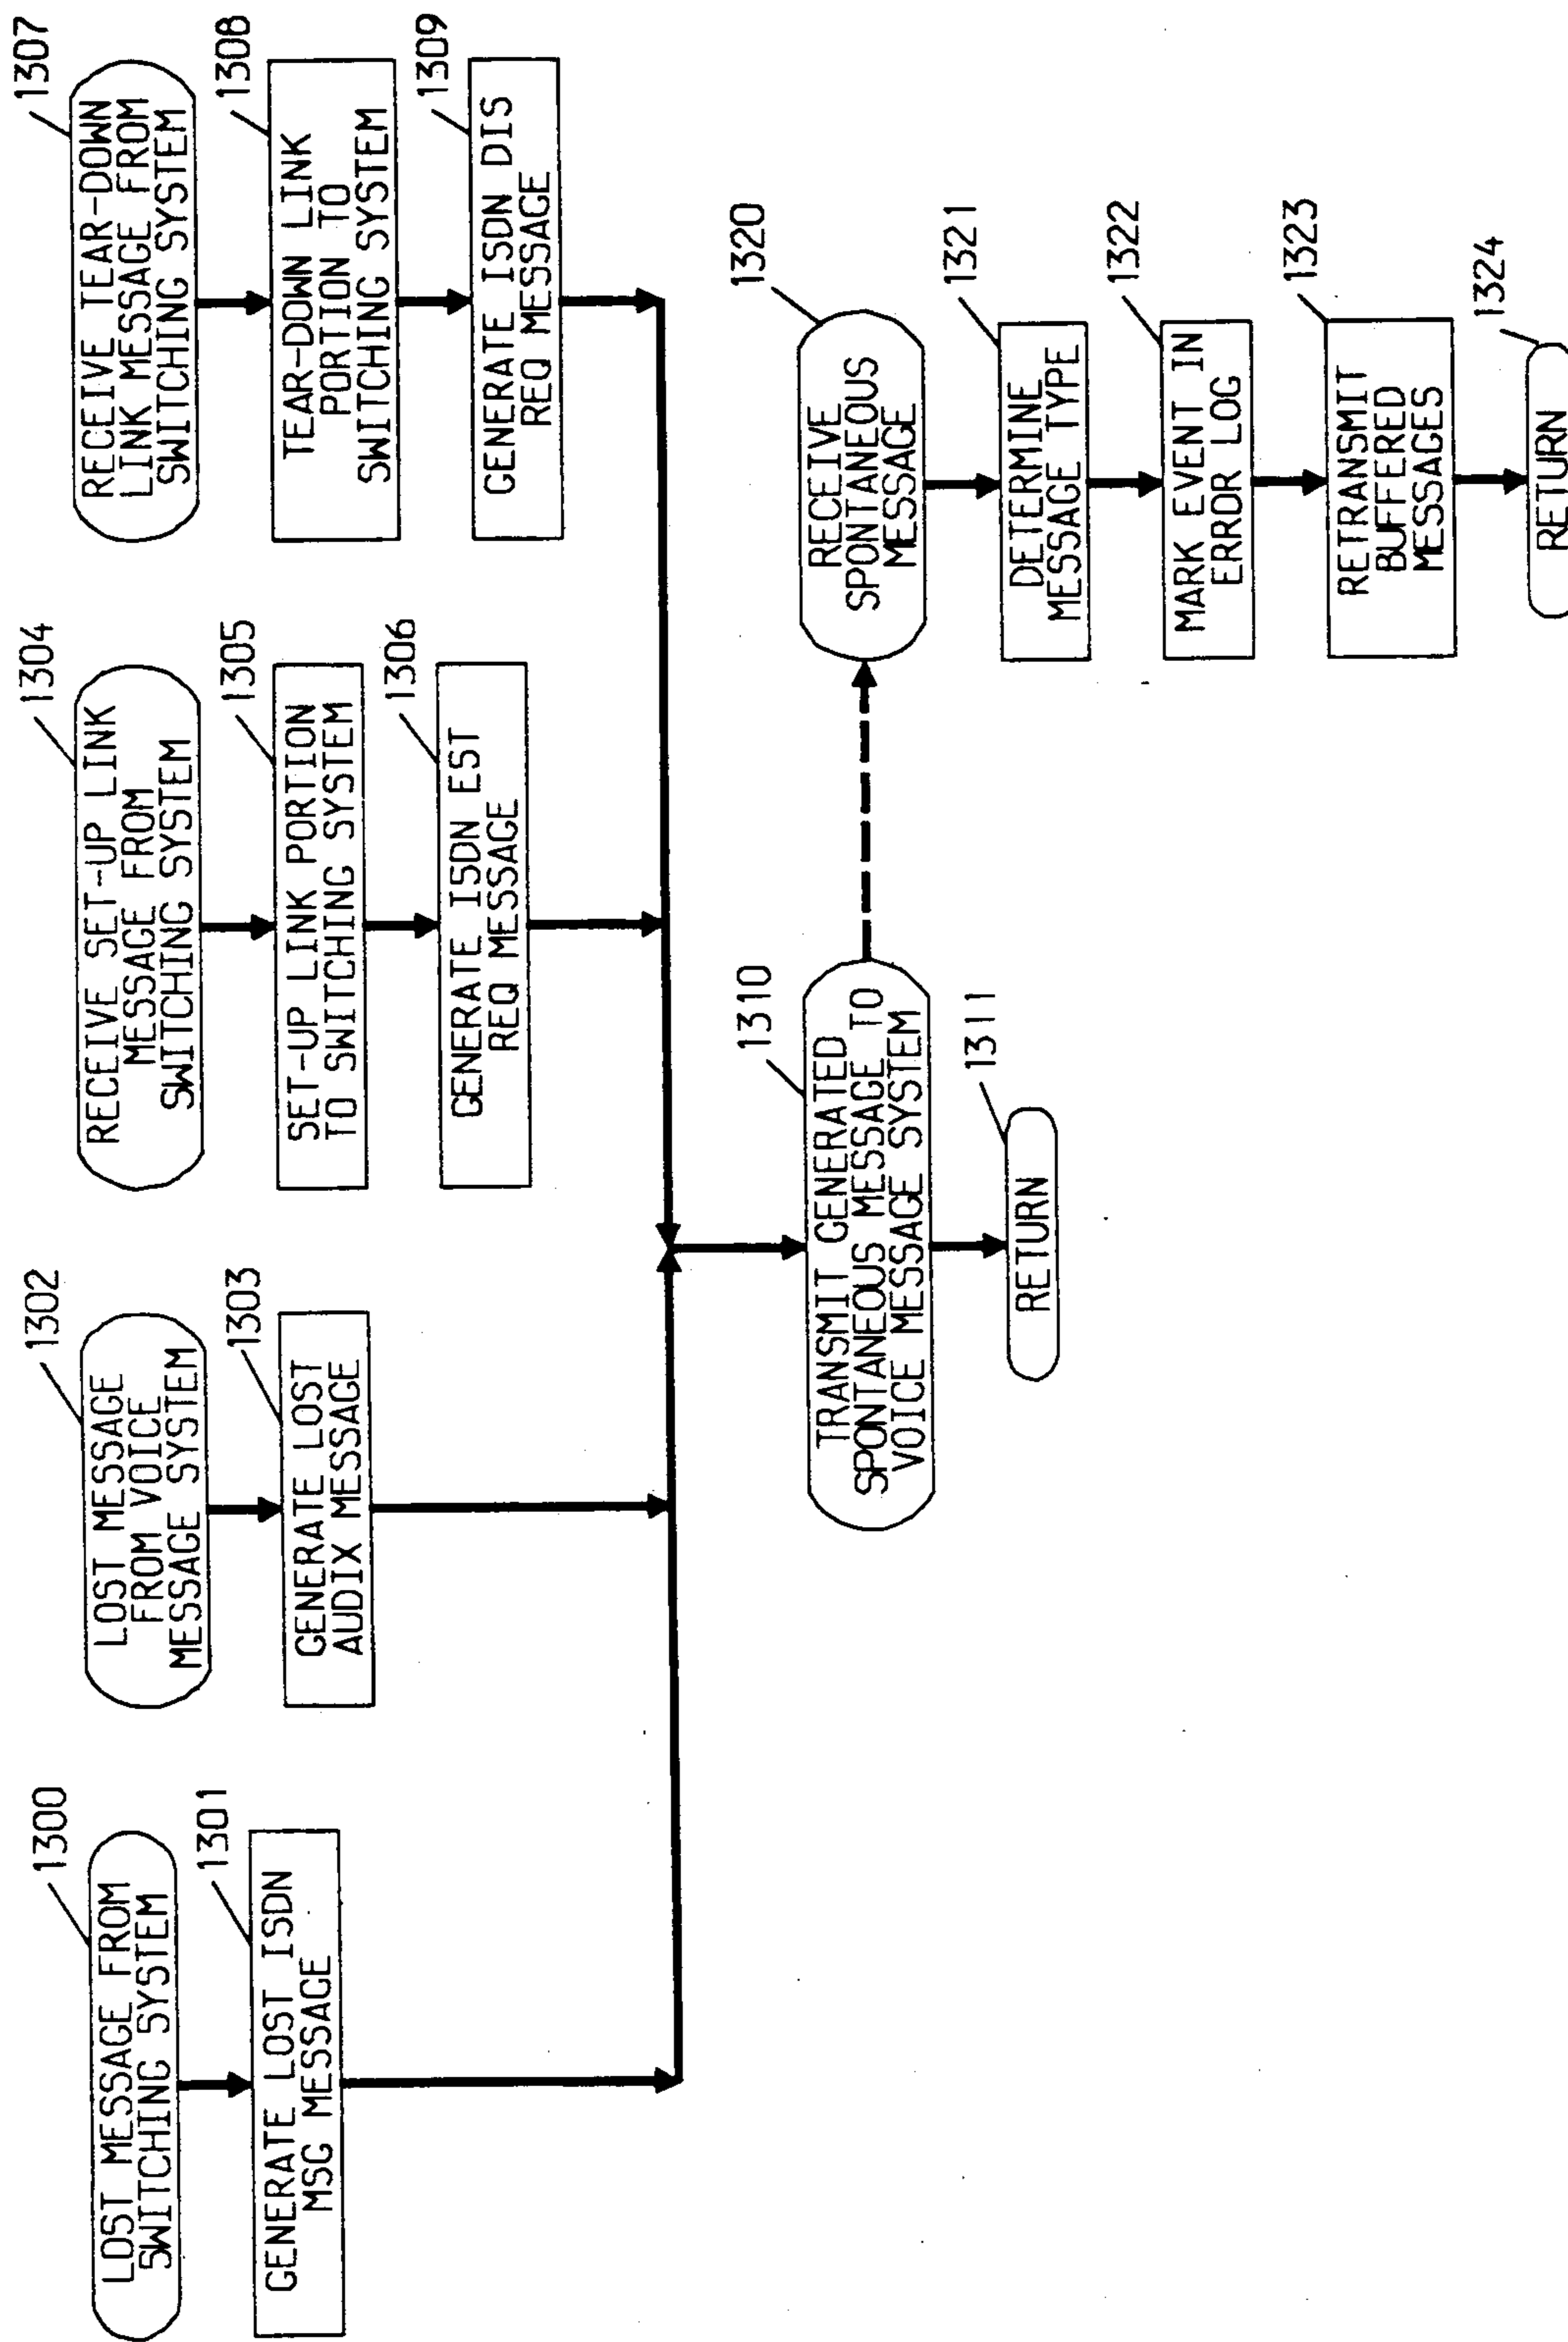 1300
LOST MESSAGE FROM
SWITCHING SYSTEM
1301
GENERATE LOST ISDN
MSG MESSAGE
1302
LOST MESSAGE
FROM VOICE
MESSAGE SYSTEM
1303
GENERATE LOST
AUDIX MESSAGE
1304
RECEIVE SET-UP LINK
MESSAGE FROM
SWITCHING SYSTEM
1305
SET-UP LINK PORTION
TO SWITCHING SYSTEM
1306
GENERATE ISDN EST
REQ MESSAGE
1307
RECEIVE TEAR-DOWN
LINK MESSAGE FROM
SWITCHING SYSTEM
1308
TEAR-DOWN LINK
PORTION TO
SWITCHING SYSTEM
1309
GENERATE ISDN DIS
REQ MESSAGE
1310
TRANSMIT GENERATED
SPONTANEOUS MESSAGE TO
VOICE MESSAGE SYSTEM
1311
RETURN
1320
RECEIVE
SPONTANEOUS
MESSAGE
1321
DETERMINE
MESSAGE TYPE
1322
MARK EVENT IN
ERROR LOG
1323
RETRANSMIT
BUFFERED
MESSAGES
1324
RETURN